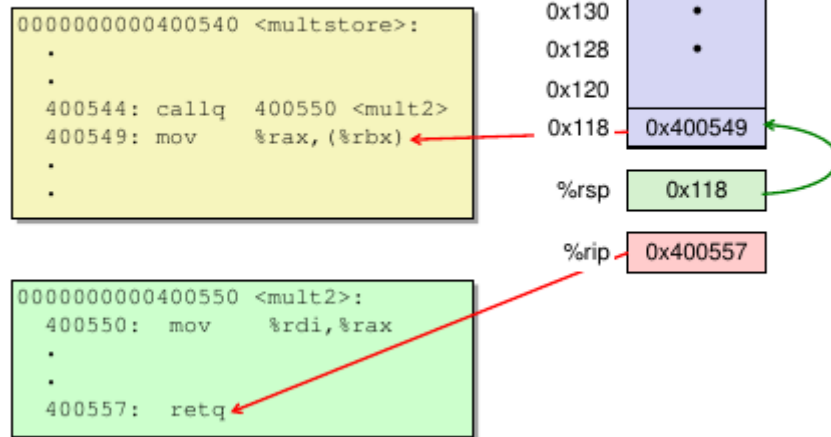 0000000000400540 <multstore>:
.
.
400544: callq 400550 <mult2>
400549: mov %rax,(%rbx)
.
.
0x130 •
0x128 •
0x120
0x118 0x400549
%rsp 0x118
%rip 0x400557
0000000000400550 <mult2>:
400550: mov %rdi,%rax
.
.
400557: retq